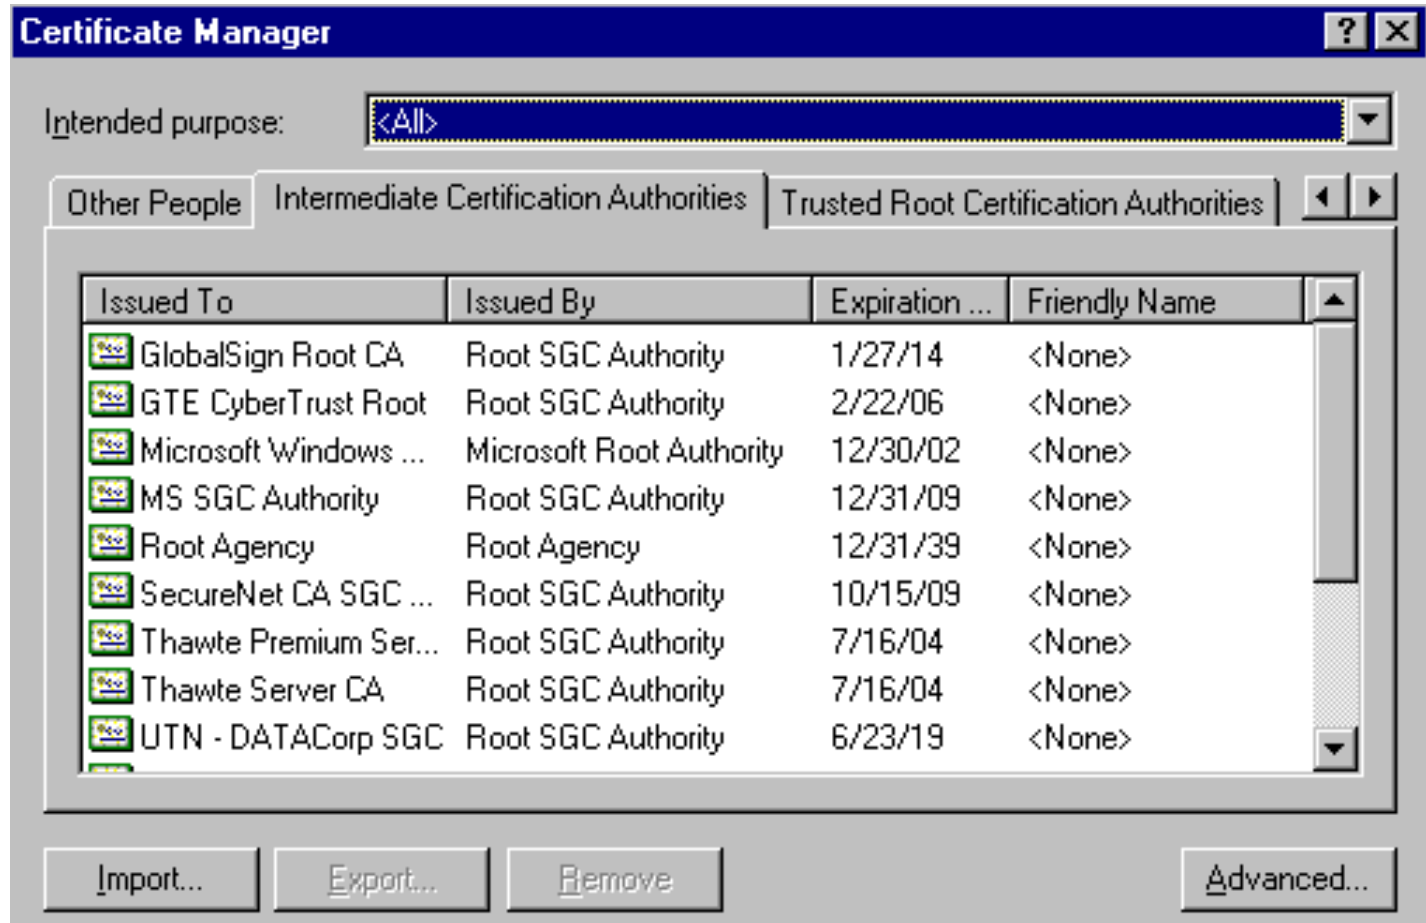 Certificate Manager
Intended purpose: <All>
Other People Intermediate Certification Authorities Trusted Root Certification Authorities
Issued To Issued By Expiration ... Friendly Name
GlobalSign Root CA Root SGC Authority 1/27/14 <None>
GTE CyberTrust Root Root SGC Authority 2/22/06 <None>
Microsoft Windows ... Microsoft Root Authority 12/30/02 <None>
MS SGC Authority Root SGC Authority 12/31/09 <None>
Root Agency Root Agency 12/31/39 <None>
SecureNet CA SGC ... Root SGC Authority 10/15/09 <None>
Thawte Premium Ser... Root SGC Authority 7/16/04 <None>
Thawte Server CA Root SGC Authority 7/16/04 <None>
UTN - DATACorp SGC Root SGC Authority 6/23/19 <None>
Import... Export... Remove Advanced...